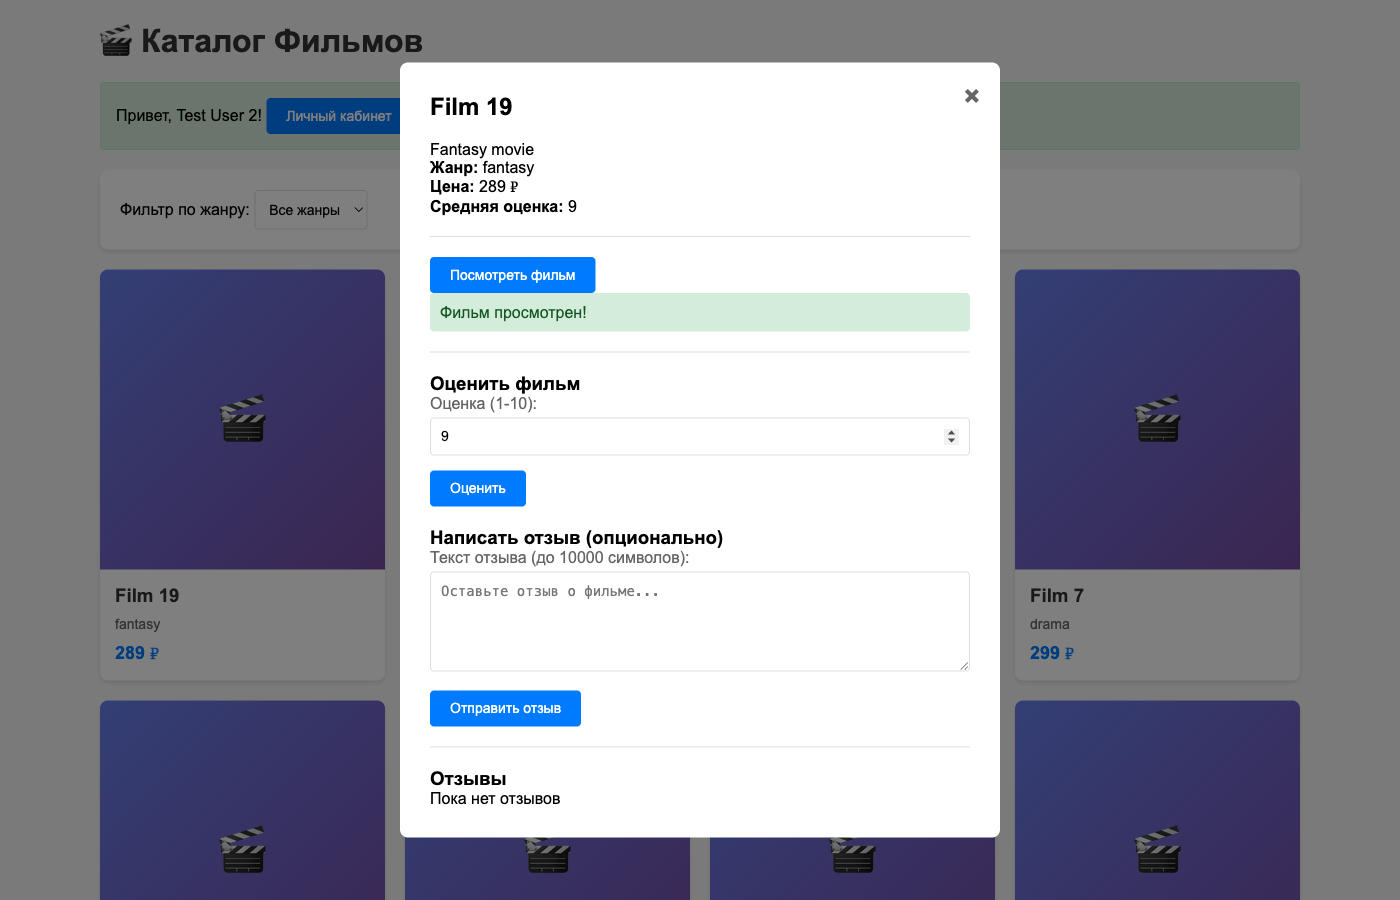 Каталог Фильмов
Привет, Test User 2! Личный кабинет
Фильтр по жанру: Все жанры
Film 19
Fantasy movie
Жанр: fantasy
Цена: 289 ₽
Средняя оценка: 9
Посмотреть фильм
Фильм просмотрен!
Оценить фильм
Оценка (1-10):
9
Оценить
Написать отзыв (опционально)
Текст отзыва (до 10000 символов):
Оставьте отзыв о фильме...
Отправить отзыв
Отзывы
Пока нет отзывов
Film 19
fantasy
289 ₽
Film 7
drama
299 ₽